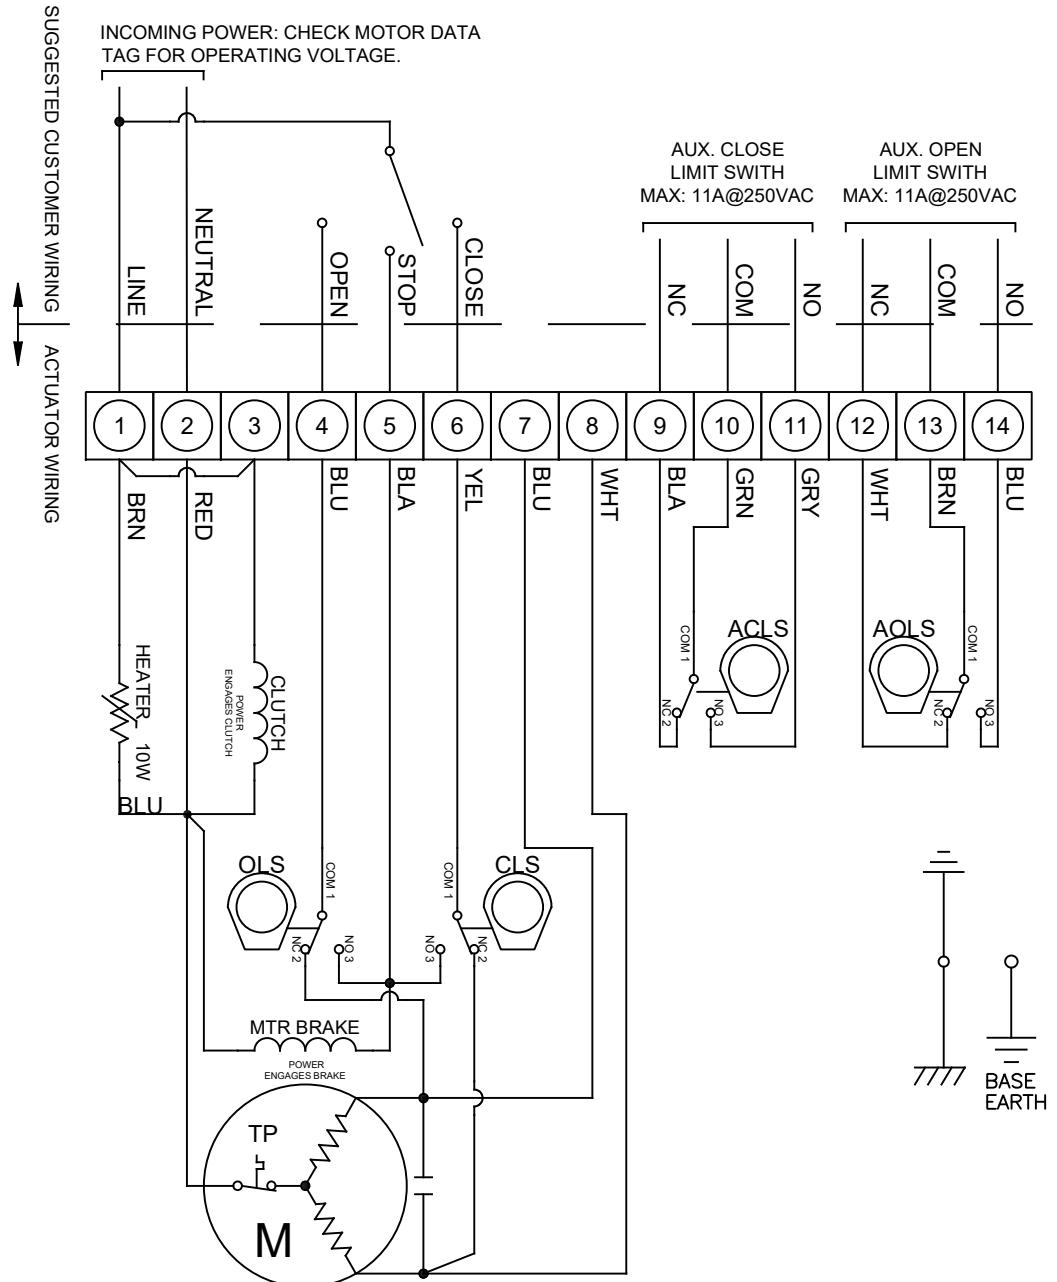 INCOMING POWER: CHECK MOTOR DATA
TAG FOR OPERATING VOLTAGE.
SUGGESTED CUSTOMER WIRING
ACTUATOR WIRING
AUX. CLOSE
LIMIT SWITH
MAX: 11A@250VAC
AUX. OPEN
LIMIT SWITH
MAX: 11A@250VAC
LINE
NEUTRAL
OPEN
STOP
CLOSE
NC
COM
NO
NC
COM
NO
1
2
3
4
5
6
7
8
9
10
11
12
13
14
BRN
RED
BLU
BLA
YEL
BLU
WHT
BLA
GRN
GRY
WHT
BRN
BLU
HEATER 10W
CLUTCH
POWER
ENGAGES CLUTCH
BLU
ACLS
COM 1
NC 2
NO 3
AOLS
COM 1
NC 2
NO 3
OLS
COM 1
NC 2
NO 3
CLS
COM 1
NO 3
NC 2
MTR BRAKE
POWER
ENGAGES BRAKE
TP
M
BASE
EARTH